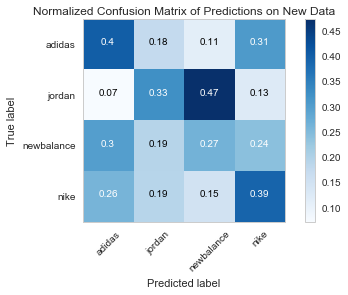 Normalized Confusion Matrix of Predictions on New Data
adidas 0.4 0.18 0.11 0.31
jordan 0.07 0.33 0.47 0.13
newbalance 0.3 0.19 0.27 0.24
nike 0.26 0.19 0.15 0.39
True label
adidas jordan newbalance nike
Predicted label
0.45
0.40
0.35
0.30
0.25
0.20
0.15
0.10